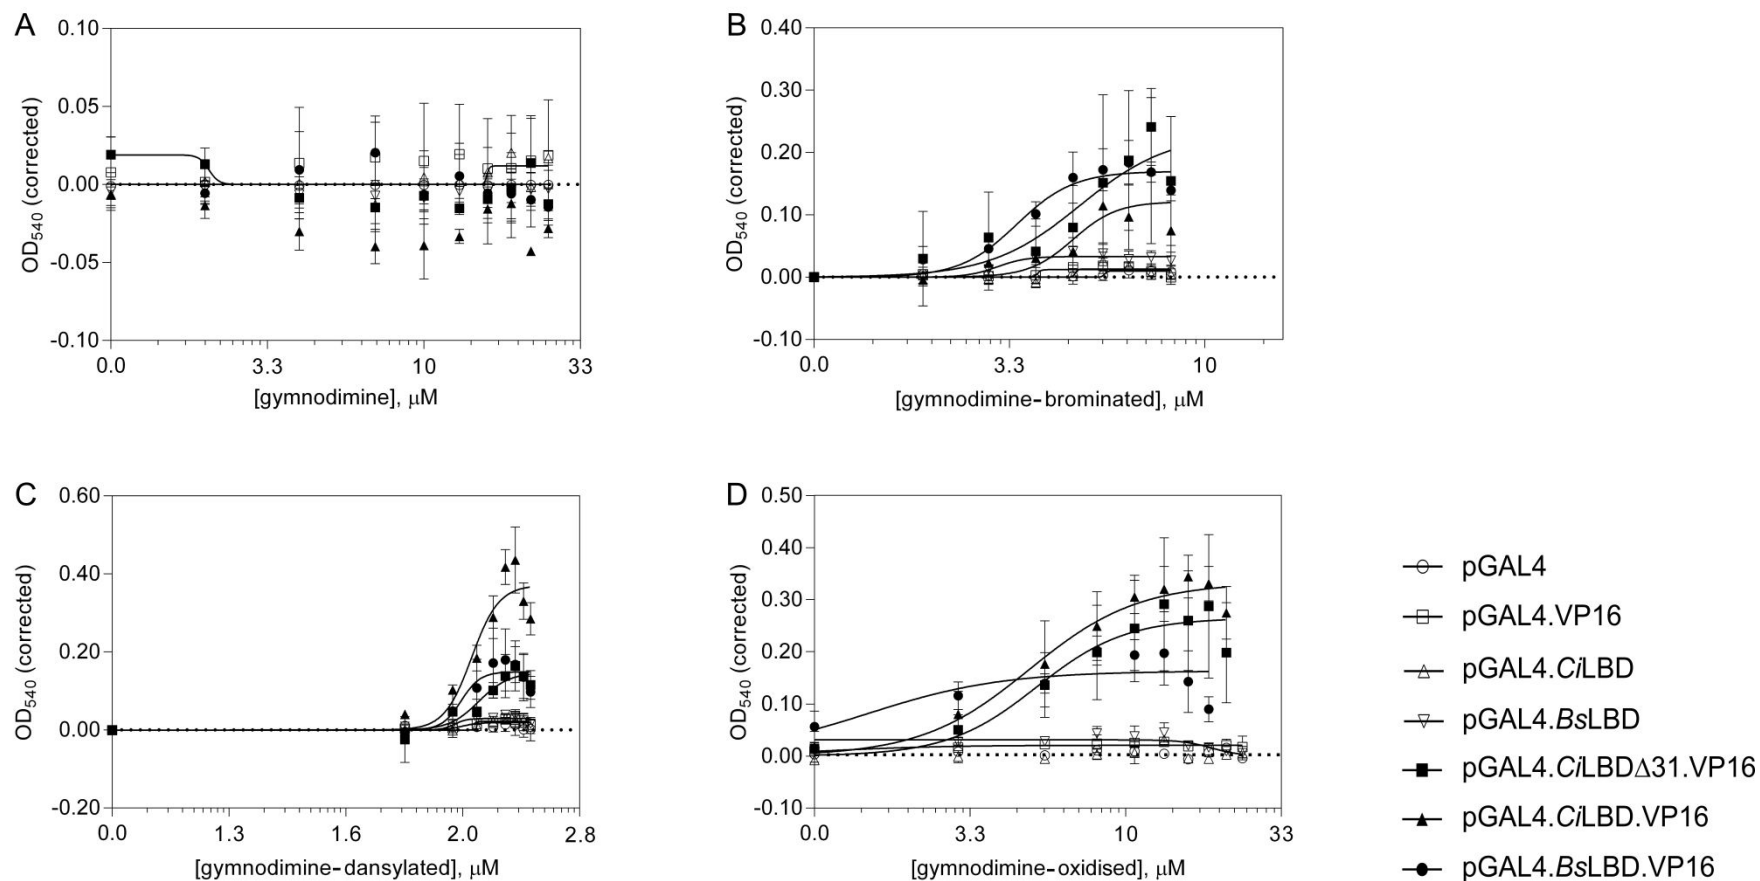 A
0.10
0.05
0.00
-0.05
-0.10
OD540 (corrected)
0.0 3.3 10 33
[gymnodimine], μM
B
0.40
0.30
0.20
0.10
0.00
-0.10
OD540 (corrected)
0.0 3.3 10
[gymnodimine-brominated], μM
C
0.60
0.40
0.20
0.00
-0.20
OD540 (corrected)
0.0 1.3 1.6 2.0 2.8
[gymnodimine-dansylated], μM
D
0.50
0.40
0.30
0.20
0.10
0.00
-0.10
OD540 (corrected)
0.0 3.3 10 33
[gymnodimine-oxidised], μM
pGAL4
pGAL4.VP16
pGAL4.CiLBD
pGAL4.BsLBD
pGAL4.CiLBDΔ31.VP16
pGAL4.CiLBD.VP16
pGAL4.BsLBD.VP16